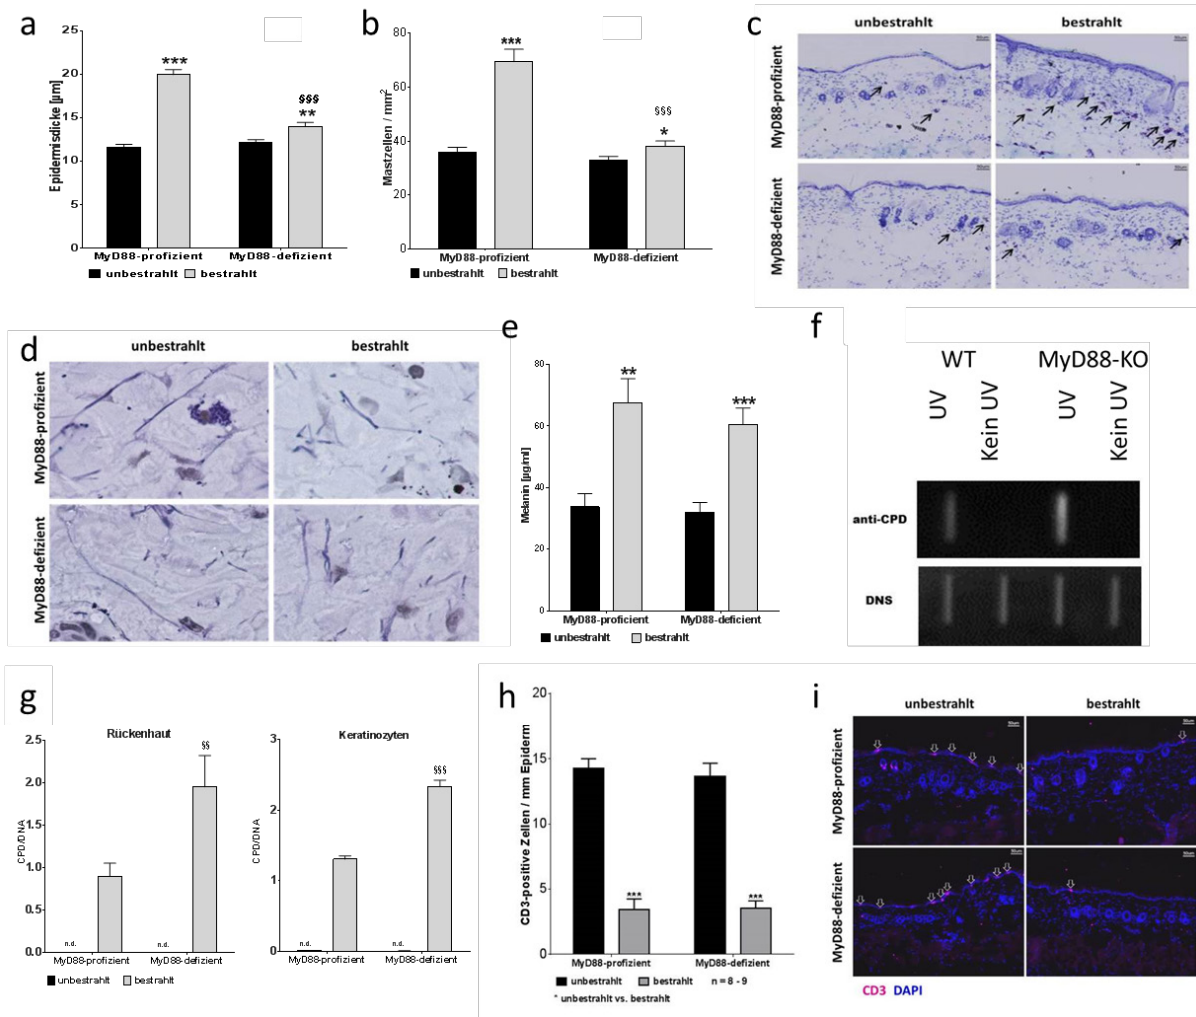 a
25
20
15
10
5
0
Epidermisdicke [µm]
***
§§§
**
MyD88-profizient
MyD88-defizient
unbestrahlt
bestrahlt
b
80
60
40
20
0
Mastzellen / mm²
***
§§§
*
MyD88-profizient
MyD88-defizient
unbestrahlt
bestrahlt
c
unbestrahlt
bestrahlt
MyD88-profizient
MyD88-defizient
d
unbestrahlt
bestrahlt
MyD88-profizient
MyD88-defizient
e
80
60
40
20
0
Melanin [µg/ml]
**
***
MyD88-proficient
MyD88-deficient
unbestrahlt
bestrahlt
f
WT
MyD88-KO
UV
Kein UV
UV
Kein UV
anti-CPD
DNS
g
Rückenhaut
2.5
2.0
1.5
1.0
0.5
0.0
CPD/DNA
§§
n.d.
n.d.
MyD88-profizient
MyD88-defizient
unbestrahlt
bestrahlt
Keratinozyten
3
2
1
0
CPD/DNA
§§§
n.d.
n.d.
MyD88-profizient
MyD88-defizient
h
20
15
10
5
0
CD3-positive Zellen / mm Epiderm
***
***
MyD88-profizient
MyD88-defizient
unbestrahlt
bestrahlt
n = 8 - 9
* unbestrahlt vs. bestrahlt
i
unbestrahlt
bestrahlt
MyD88-profizient
MyD88-defizient
CD3 DAPI